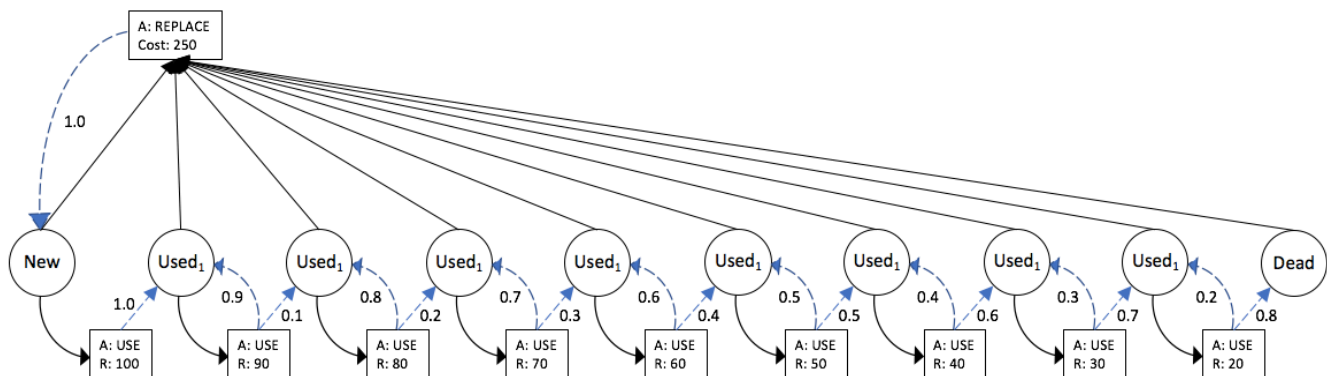 A: REPLACE
Cost: 250
1.0
New
Used₁
Used₁
Used₁
Used₁
Used₁
Used₁
Used₁
Used₁
Dead
1.0
0.9
0.1
0.8
0.2
0.7
0.3
0.6
0.4
0.5
0.5
0.4
0.6
0.3
0.7
0.2
0.8
A: USE
R: 100
A: USE
R: 90
A: USE
R: 80
A: USE
R: 70
A: USE
R: 60
A: USE
R: 50
A: USE
R: 40
A: USE
R: 30
A: USE
R: 20